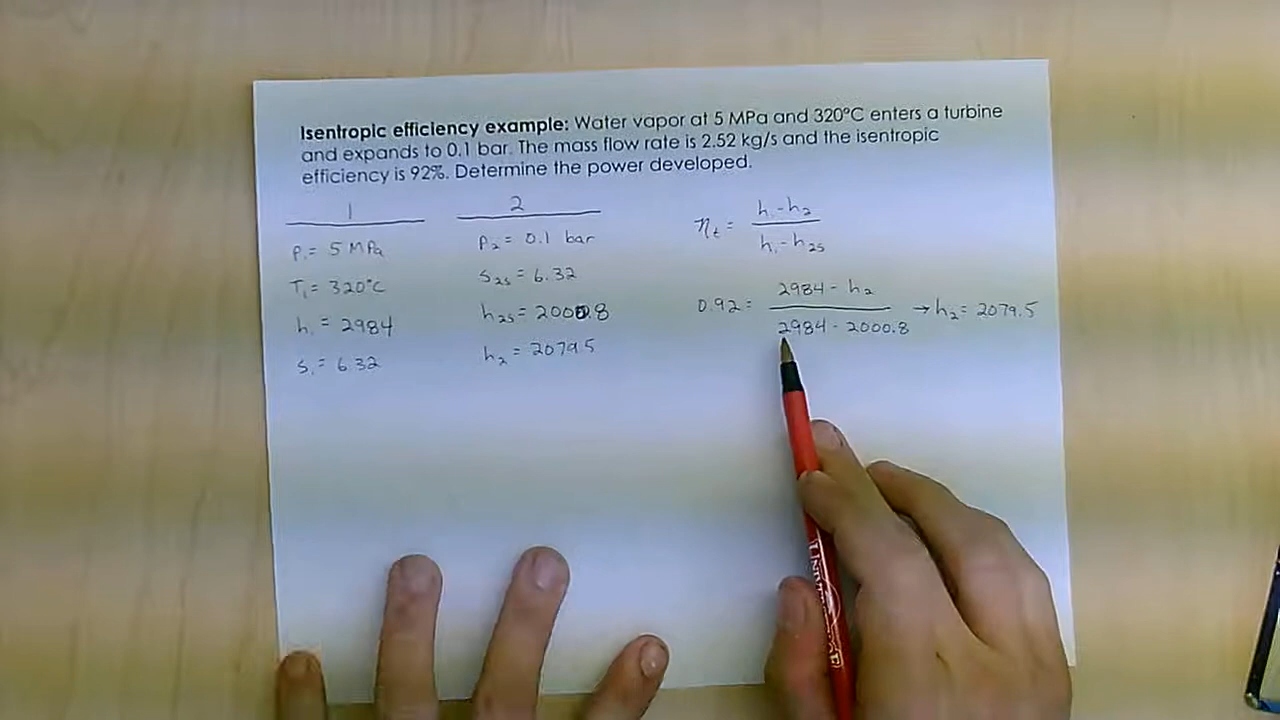 Isentropic efficiency example: Water vapor at 5 MPa and 320°C enters a turbine
and expands to 0.1 bar. The mass flow rate is 2.52 kg/s and the isentropic
efficiency is 92%. Determine the power developed.
1
P₁ = 5 MPa
T₁ = 320°C
h₁ = 2984
s₁ = 6.32
2
P₂ = 0.1 bar
s₂s = 6.32
h₂s = 2000.8
h₂ = 2079.5
ηt = (h₁ - h₂) / (h₁ - h₂s)
0.92 = (2984 - h₂) / (2984 - 2000.8) → h₂ = 2079.5